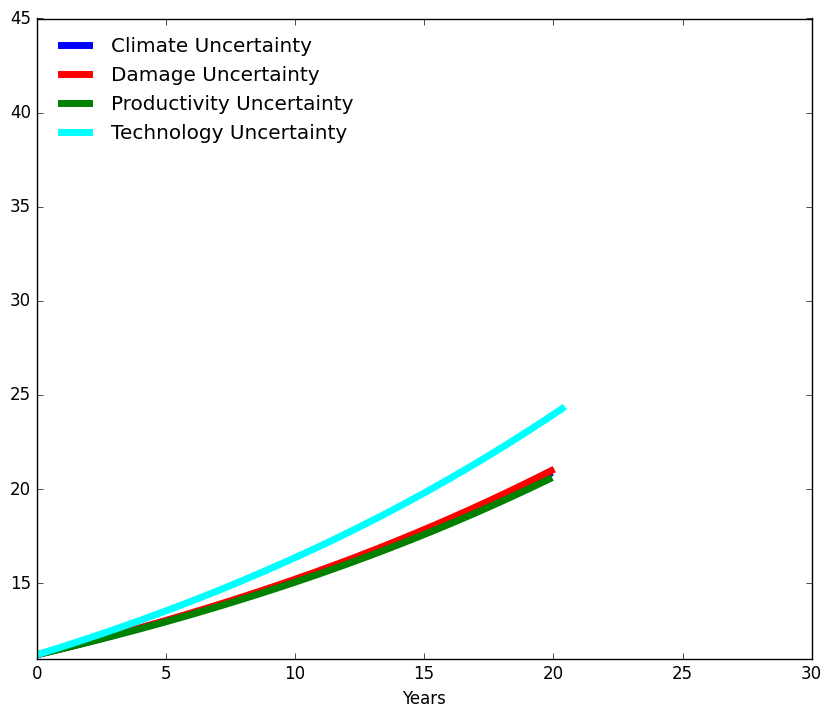 45
40
35
30
25
20
15
Climate Uncertainty
Damage Uncertainty
Productivity Uncertainty
Technology Uncertainty
0 5 10 15 20 25 30
Years